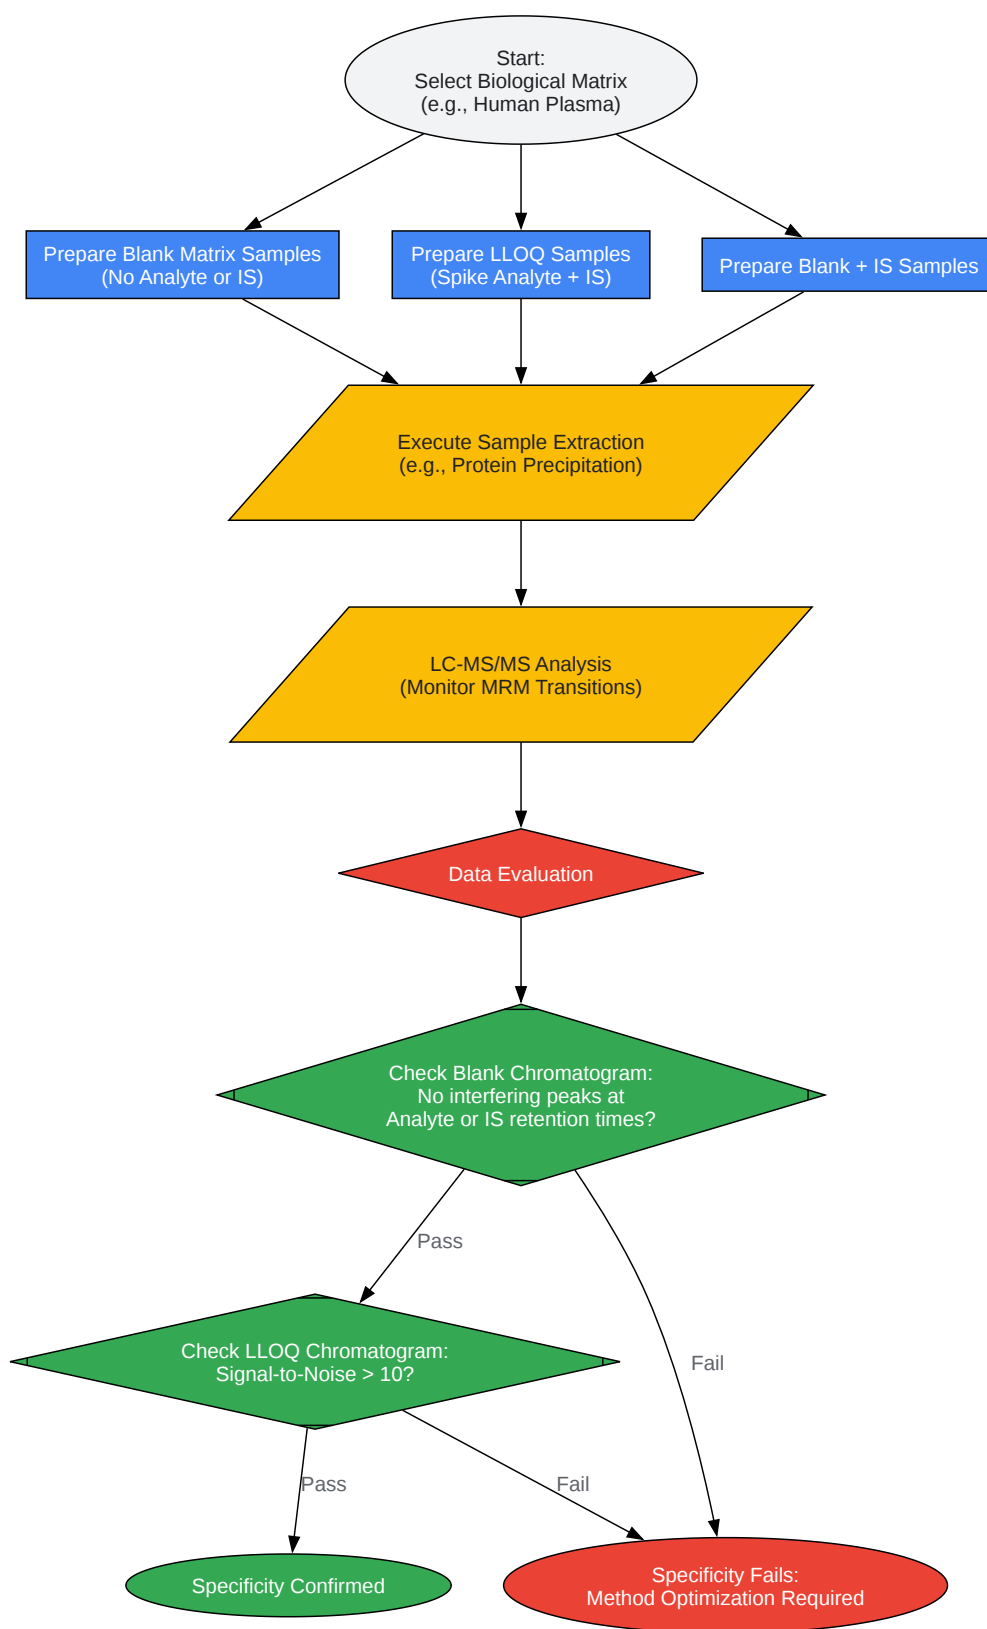 Start:
Select Biological Matrix
(e.g., Human Plasma)
Prepare Blank Matrix Samples
(No Analyte or IS)
Prepare LLOQ Samples
(Spike Analyte + IS)
Prepare Blank + IS Samples
Execute Sample Extraction
(e.g., Protein Precipitation)
LC-MS/MS Analysis
(Monitor MRM Transitions)
Data Evaluation
Check Blank Chromatogram:
No interfering peaks at
Analyte or IS retention times?
Pass
Check LLOQ Chromatogram:
Signal-to-Noise > 10?
Fail
Pass
Fail
Specificity Confirmed
Specificity Fails:
Method Optimization Required